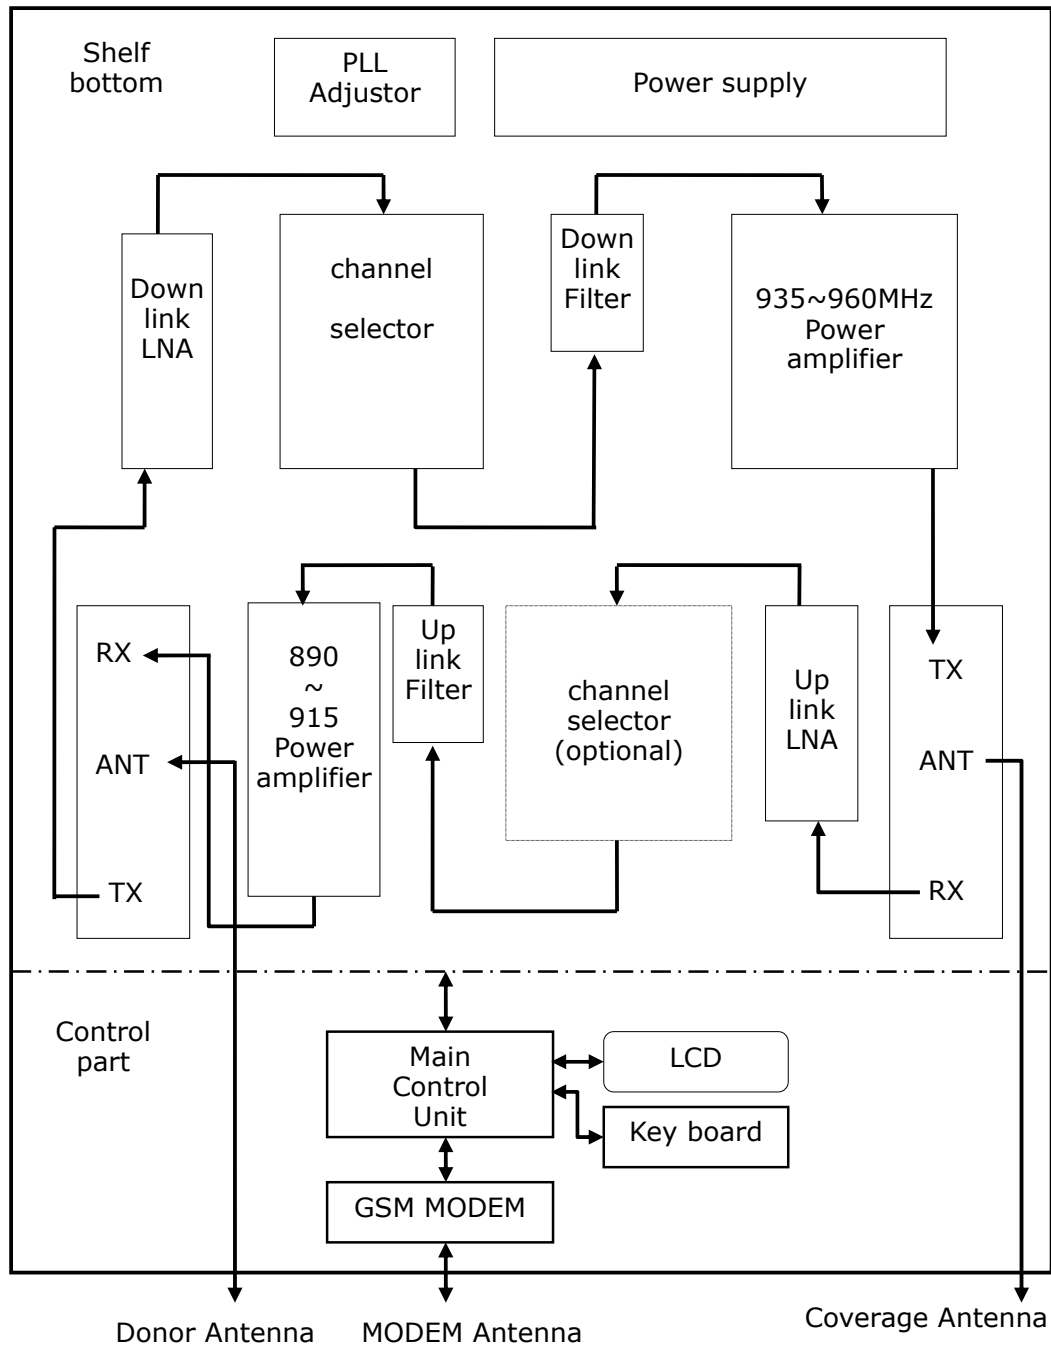 Shelf
bottom
PLL
Adjustor
Power supply
Down
link
LNA
channel
selector
Down
link
Filter
935~960MHz
Power
amplifier
RX
ANT
TX
890
~
915
Power
amplifier
Up
link
Filter
channel
selector
(optional)
Up
link
LNA
TX
ANT
RX
Control
part
Main
Control
Unit
LCD
Key board
GSM MODEM
Donor Antenna
MODEM Antenna
Coverage Antenna